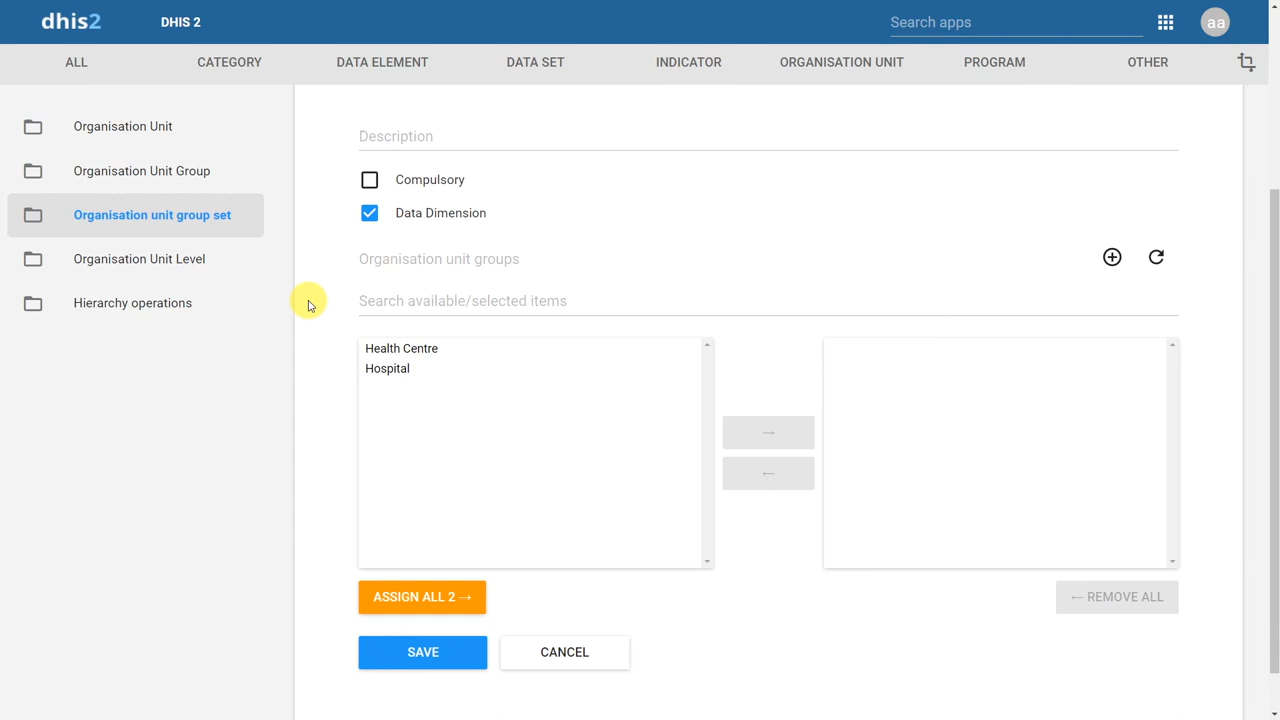 dhis2
DHIS 2
Search apps
aa
ALL
CATEGORY
DATA ELEMENT
DATA SET
INDICATOR
ORGANISATION UNIT
PROGRAM
OTHER
Organisation Unit
Organisation Unit Group
Organisation unit group set
Organisation Unit Level
Hierarchy operations
Description
Compulsory
Data Dimension
Organisation unit groups
Search available/selected items
Health Centre
Hospital
→
←
ASSIGN ALL 2 →
← REMOVE ALL
SAVE
CANCEL